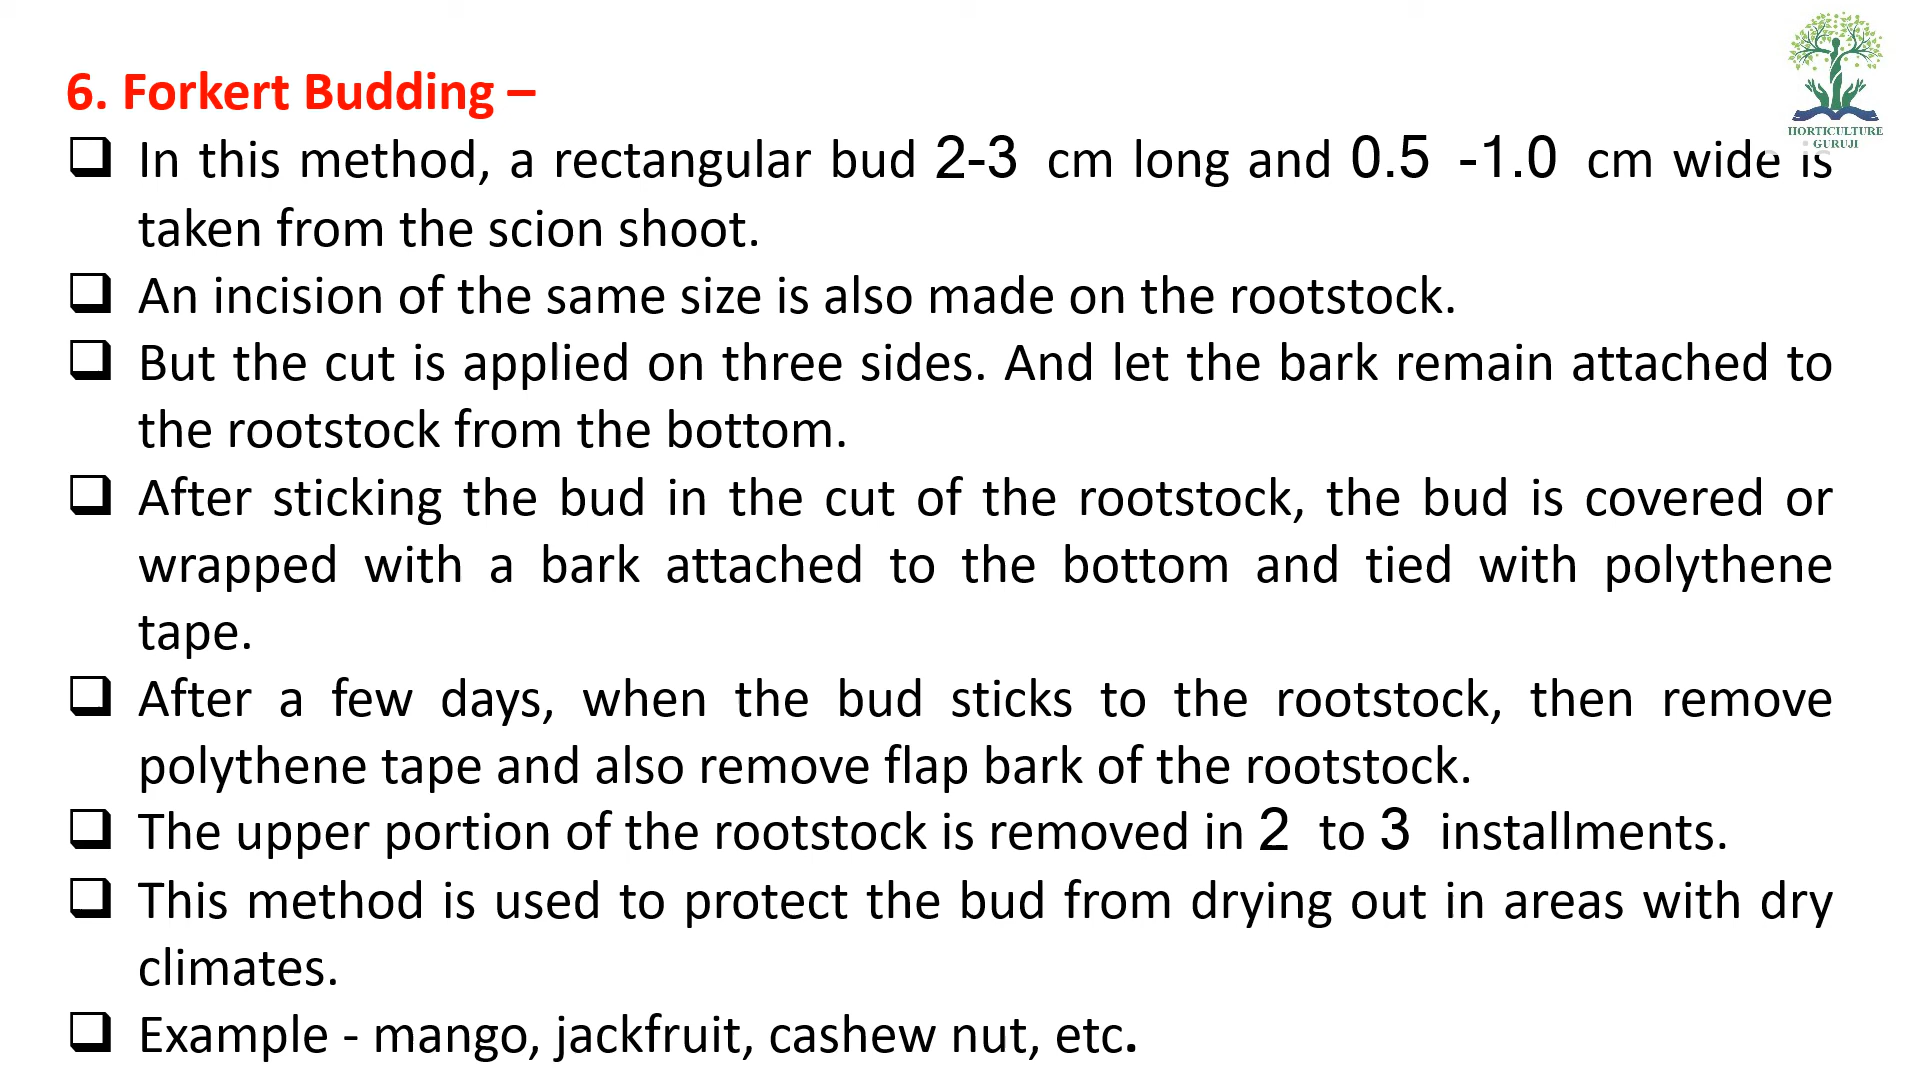 HORTICULTURE
GURUJI
6. Forkert Budding –
❑ In this method, a rectangular bud 2-3 cm long and 0.5 -1.0 cm wide is
taken from the scion shoot.
❑ An incision of the same size is also made on the rootstock.
❑ But the cut is applied on three sides. And let the bark remain attached to
the rootstock from the bottom.
❑ After sticking the bud in the cut of the rootstock, the bud is covered or
wrapped with a bark attached to the bottom and tied with polythene
tape.
❑ After a few days, when the bud sticks to the rootstock, then remove
polythene tape and also remove flap bark of the rootstock.
❑ The upper portion of the rootstock is removed in 2 to 3 installments.
❑ This method is used to protect the bud from drying out in areas with dry
climates.
❑ Example - mango, jackfruit, cashew nut, etc.